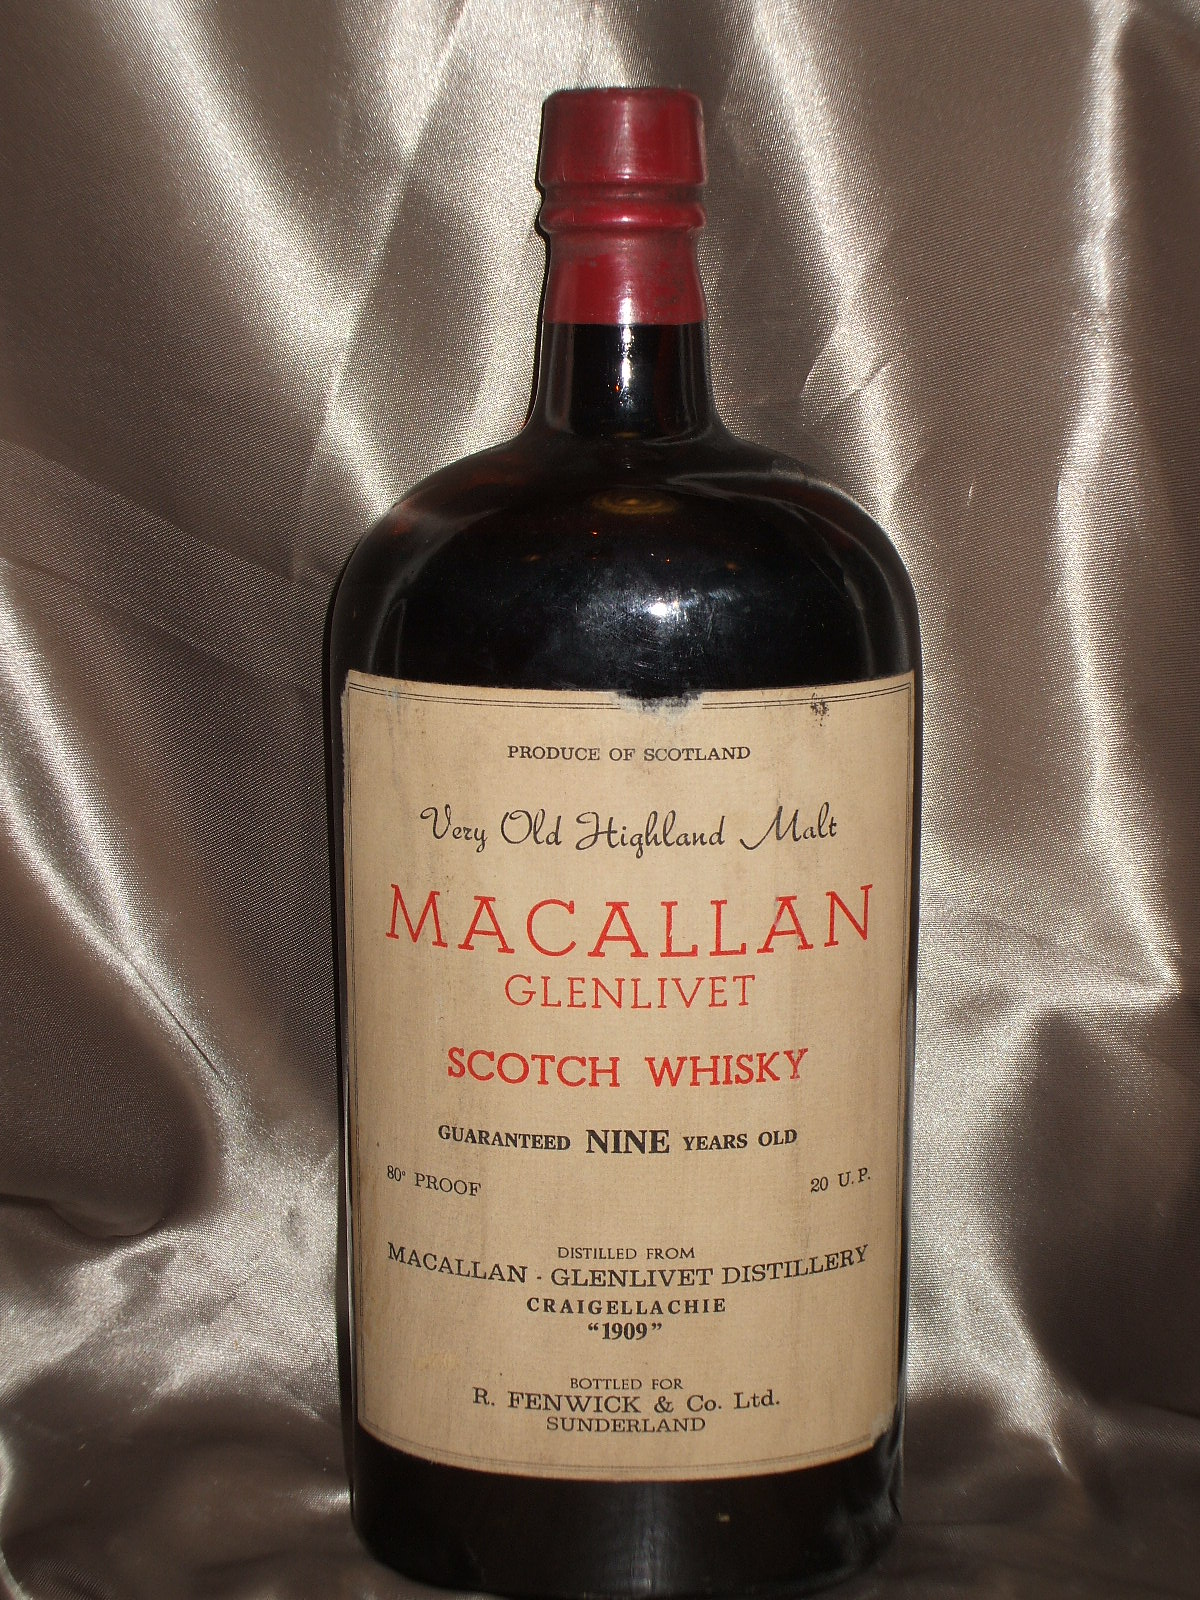 PRODUCE OF SCOTLAND
Very Old Highland Malt
MACALLAN
GLENLIVET
SCOTCH WHISKY
GUARANTEED NINE YEARS OLD
80° PROOF 20 U.P.
DISTILLED FROM
MACALLAN - GLENLIVET DISTILLERY
CRAIGELLACHIE
"1909"
BOTTLED FOR
R. FENWICK & Co. Ltd.
SUNDERLAND